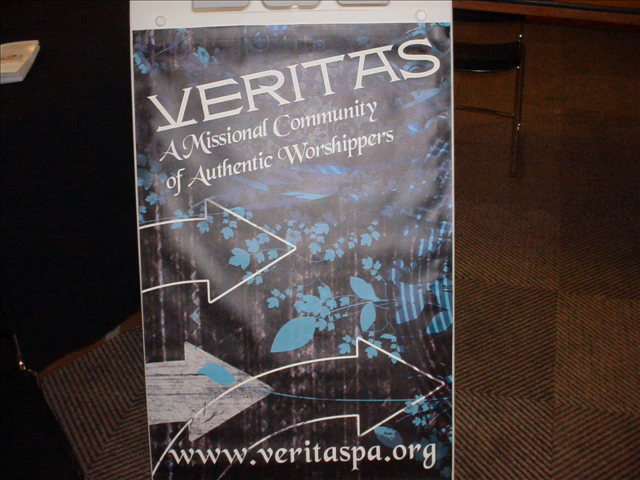 VERITAS
A Missional Community
of Authentic Worshippers
www.veritaspa.org